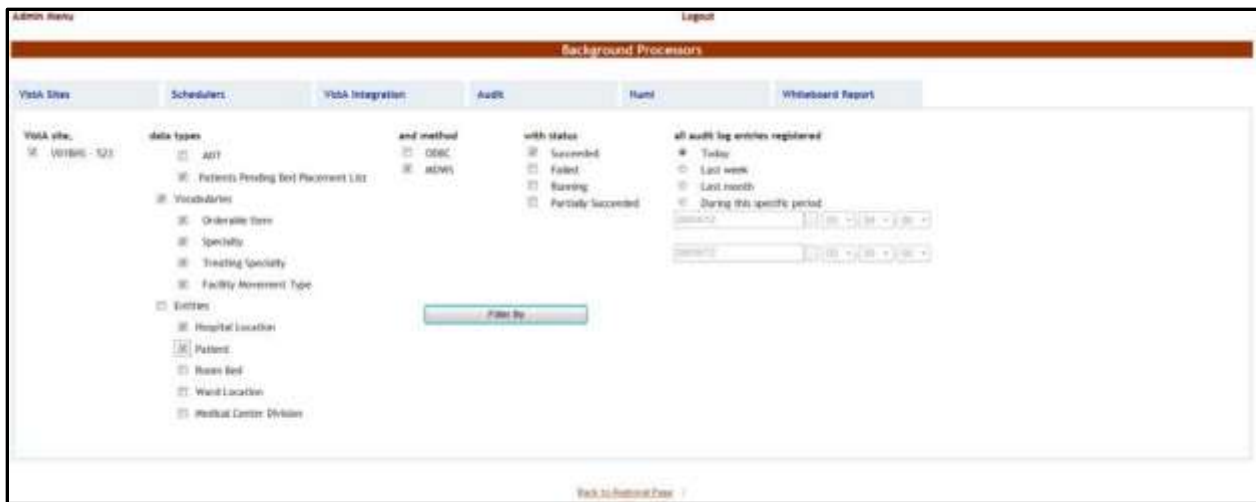 Admin Menu Logout
Background Processors
VistA Sites Schedulers VistA Integration Audit Numi Whiteboard Report
VistA site, data types and method with status all audit log entries registered
- 523 ADT ODBC Succeeded Today
Patients Pending Bed Placement List MDWS Failed Last week
Vocabularies Running Last month
Orderable Item Partially Succeeded During this specific period
Specialty
Treating Specialty
Facility Movement Type
Entities
Filter By
Hospital Location
Patient
Room Bed
Ward Location
Medical Center Division
Back to Regional Page